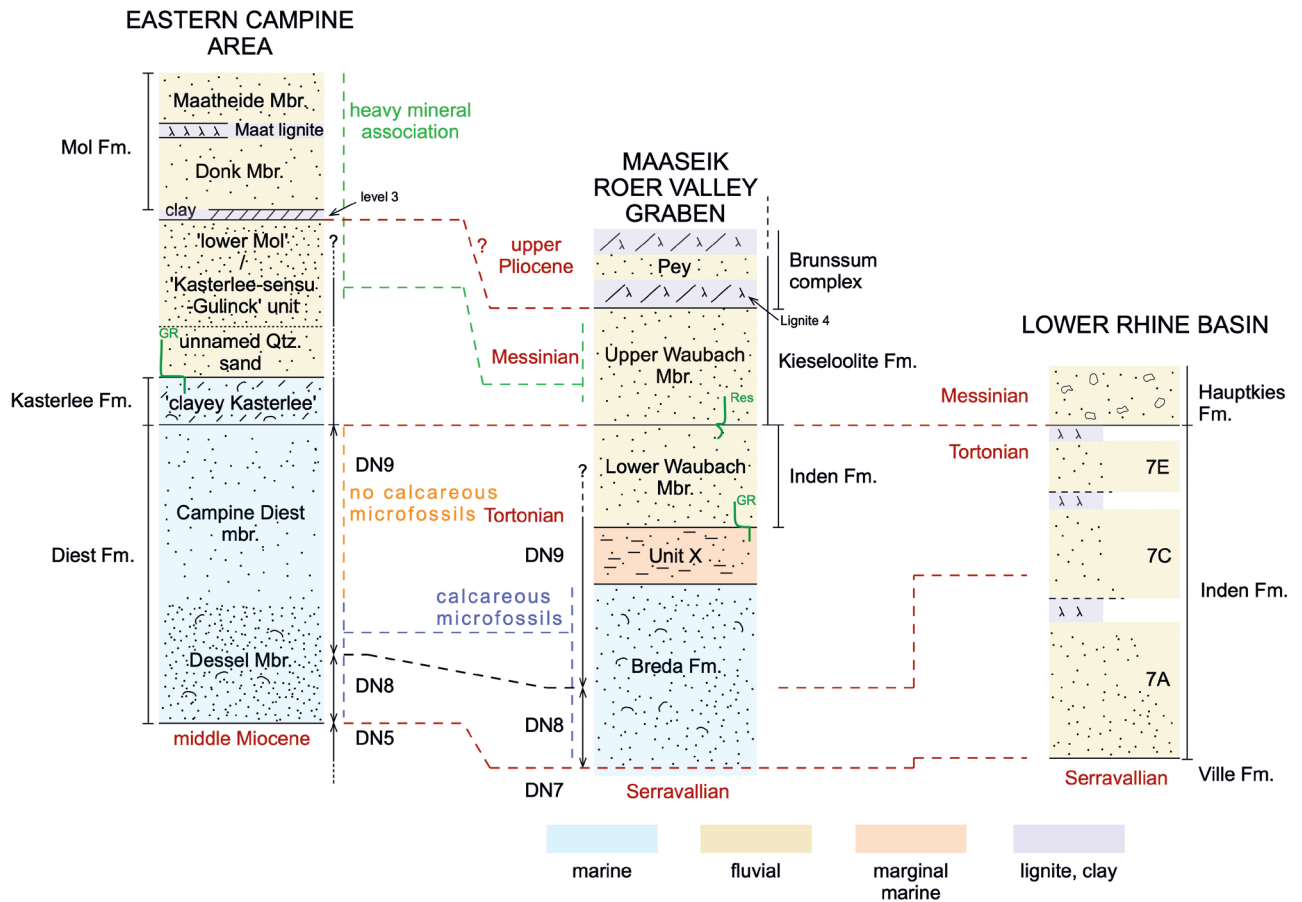 EASTERN CAMPINE
AREA
Maatheide Mbr.
Maat lignite
Donk Mbr.
Mol Fm.
clay
level 3
heavy mineral
association
'lower Mol'
/
'Kasterlee-sensu
-Gulinck' unit
?
GR
unnamed Qtz.
sand
Kasterlee Fm.
'clayey Kasterlee'
Diest Fm.
Campine Diest
mbr.
Dessel Mbr.
middle Miocene
DN9
no calcareous
microfossils
DN8
DN5
calcareous
microfossils
? upper
Pliocene
Messinian
Tortonian
MAASEIK
ROER VALLEY
GRABEN
Pey
Brunssum
complex
Lignite 4
Upper Waubach
Mbr.
Kieseloolite Fm.
Res
Lower Waubach
Mbr.
Inden Fm.
?
GR
DN9
Unit X
Breda Fm.
DN8
DN7
Serravallian
LOWER RHINE BASIN
Messinian
Tortonian
Hauptkies
Fm.
7E
7C
7A
Inden Fm.
Serravallian
Ville Fm.
marine
fluvial
marginal
marine
lignite, clay